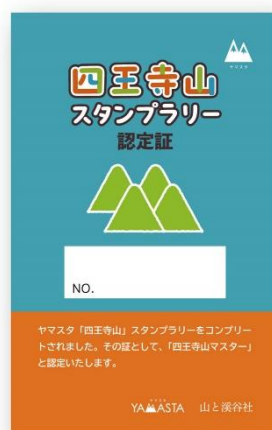 四王寺山
スタンプラリー
認定証
NO.
ヤマスタ「四王寺山」スタンプラリーをコンプリー
トされました。その証として、「四王寺山マスター」
と認定いたします。
YAMASTA 山と溪谷社